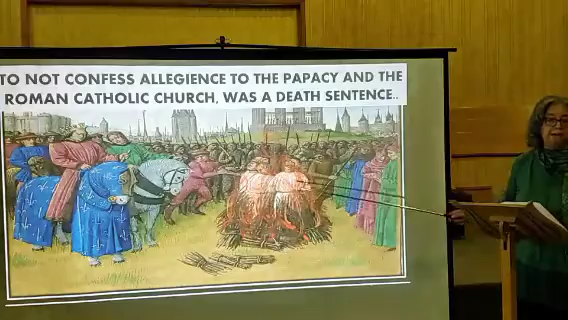 TO NOT CONFESS ALLEGIENCE TO THE PAPACY AND THE
ROMAN CATHOLIC CHURCH, WAS A DEATH SENTENCE..